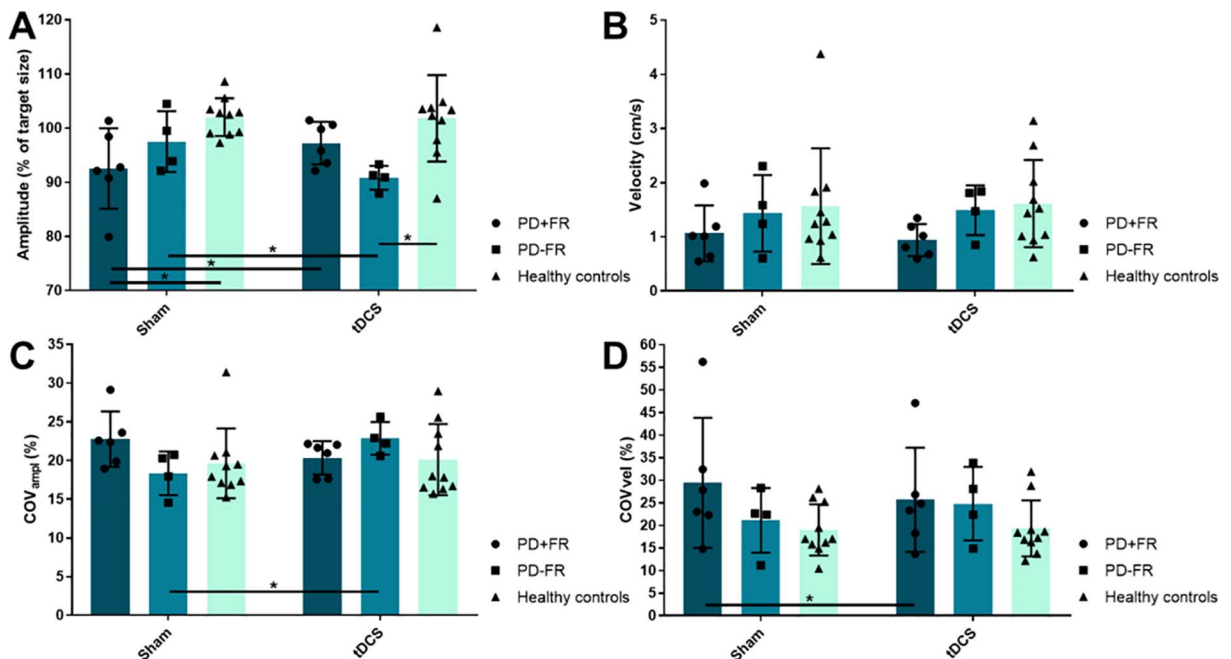 A
Amplitude (% of target size)
120
110
100
90
80
70
*
*
*
*
Sham
tDCS
PD+FR
PD-FR
Healthy controls
B
Velocity (cm/s)
5
4
3
2
1
0
Sham
tDCS
PD+FR
PD-FR
Healthy controls
C
COVampl (%)
35
30
25
20
15
10
5
0
*
Sham
tDCS
PD+FR
PD-FR
Healthy controls
D
COVvel (%)
60
55
50
45
40
35
30
25
20
15
10
5
0
*
Sham
tDCS
PD+FR
PD-FR
Healthy controls